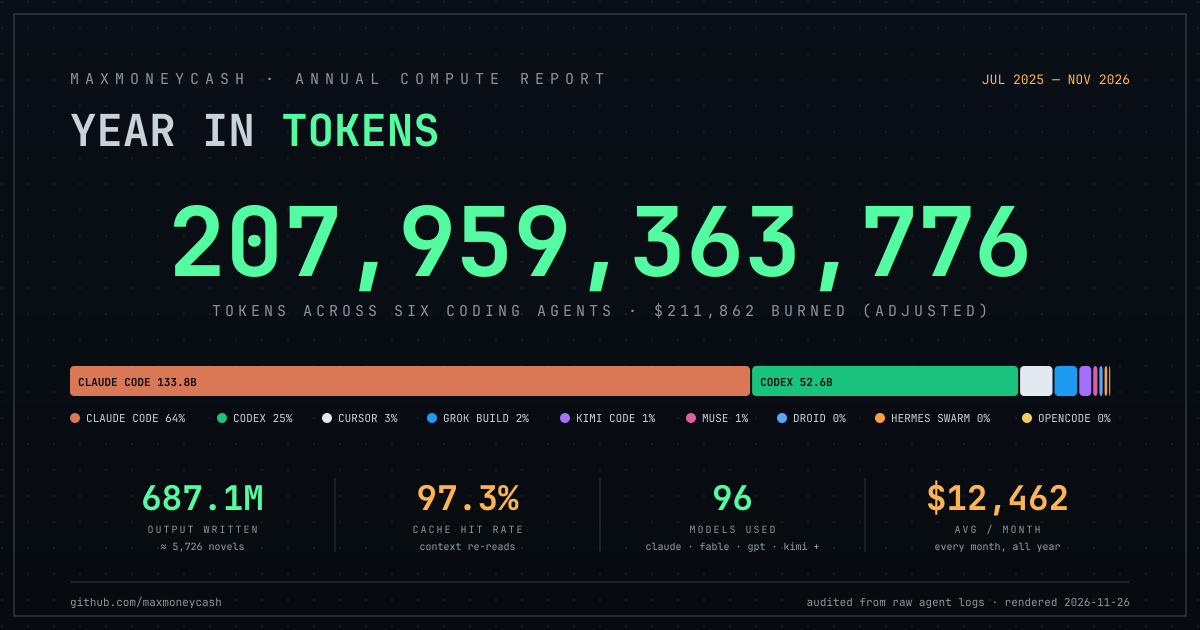 MAXMONEYCASH · ANNUAL COMPUTE REPORT
JUL 2025 — NOV 2026
YEAR IN TOKENS
207,959,363,776
TOKENS ACROSS SIX CODING AGENTS · $211,862 BURNED (ADJUSTED)
CLAUDE CODE 133.8B CODEX 52.6B
CLAUDE CODE 64% CODEX 25% CURSOR 3% GROK BUILD 2% KIMI CODE 1% MUSE 1% DROID 0% HERMES SWARM 0% OPENCODE 0%
687.1M 97.3% 96 $12,462
OUTPUT WRITTEN CACHE HIT RATE MODELS USED AVG / MONTH
≈ 5,726 novels context re-reads claude · fable · gpt · kimi + every month, all year
github.com/maxmoneycash audited from raw agent logs · rendered 2026-11-26